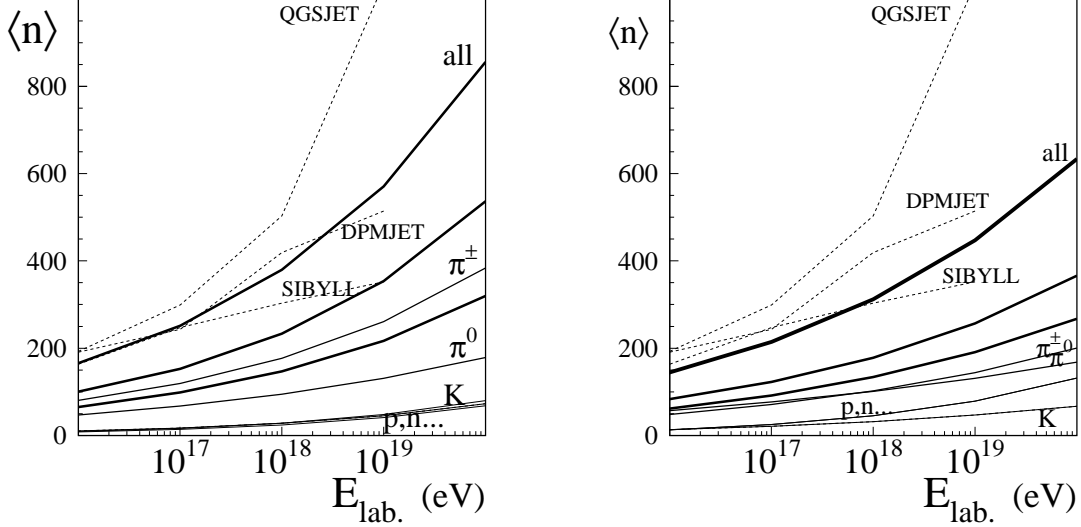 QGSJET
⟨n⟩
all
800
600
DPMJET
400
π±
SIBYLL
200
π0
K
p,n...
0
10^17 10^18 10^19
E_lab. (eV)
QGSJET
⟨n⟩
800
all
600
DPMJET
400
SIBYLL
200
π±
π0
p,n...
K
0
10^17 10^18 10^19
E_lab. (eV)